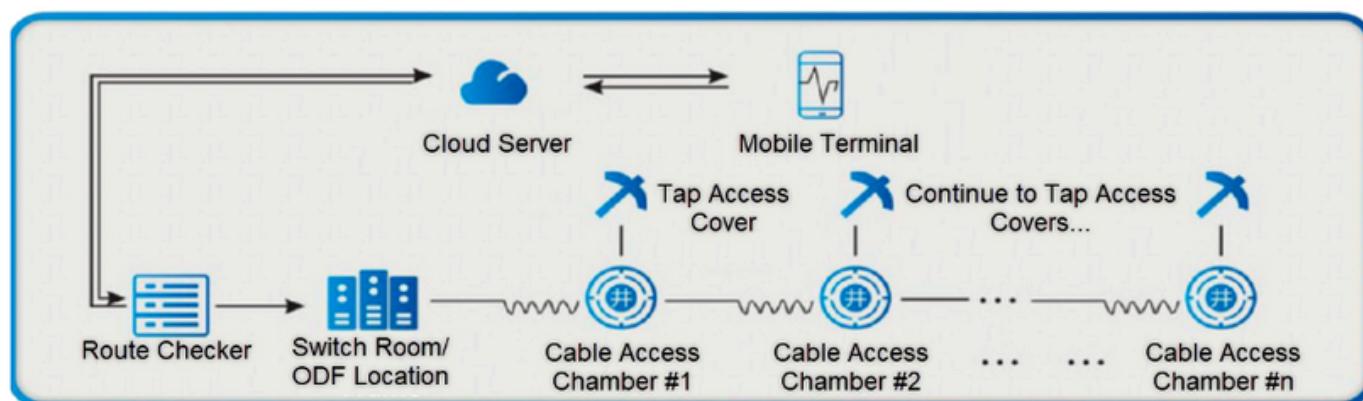 Cloud Server
Mobile Terminal
Tap Access
Cover
Continue to Tap Access
Covers...
Route Checker
Switch Room/
ODF Location
Cable Access
Chamber #1
Cable Access
Chamber #2
... ... ...
Cable Access
Chamber #n